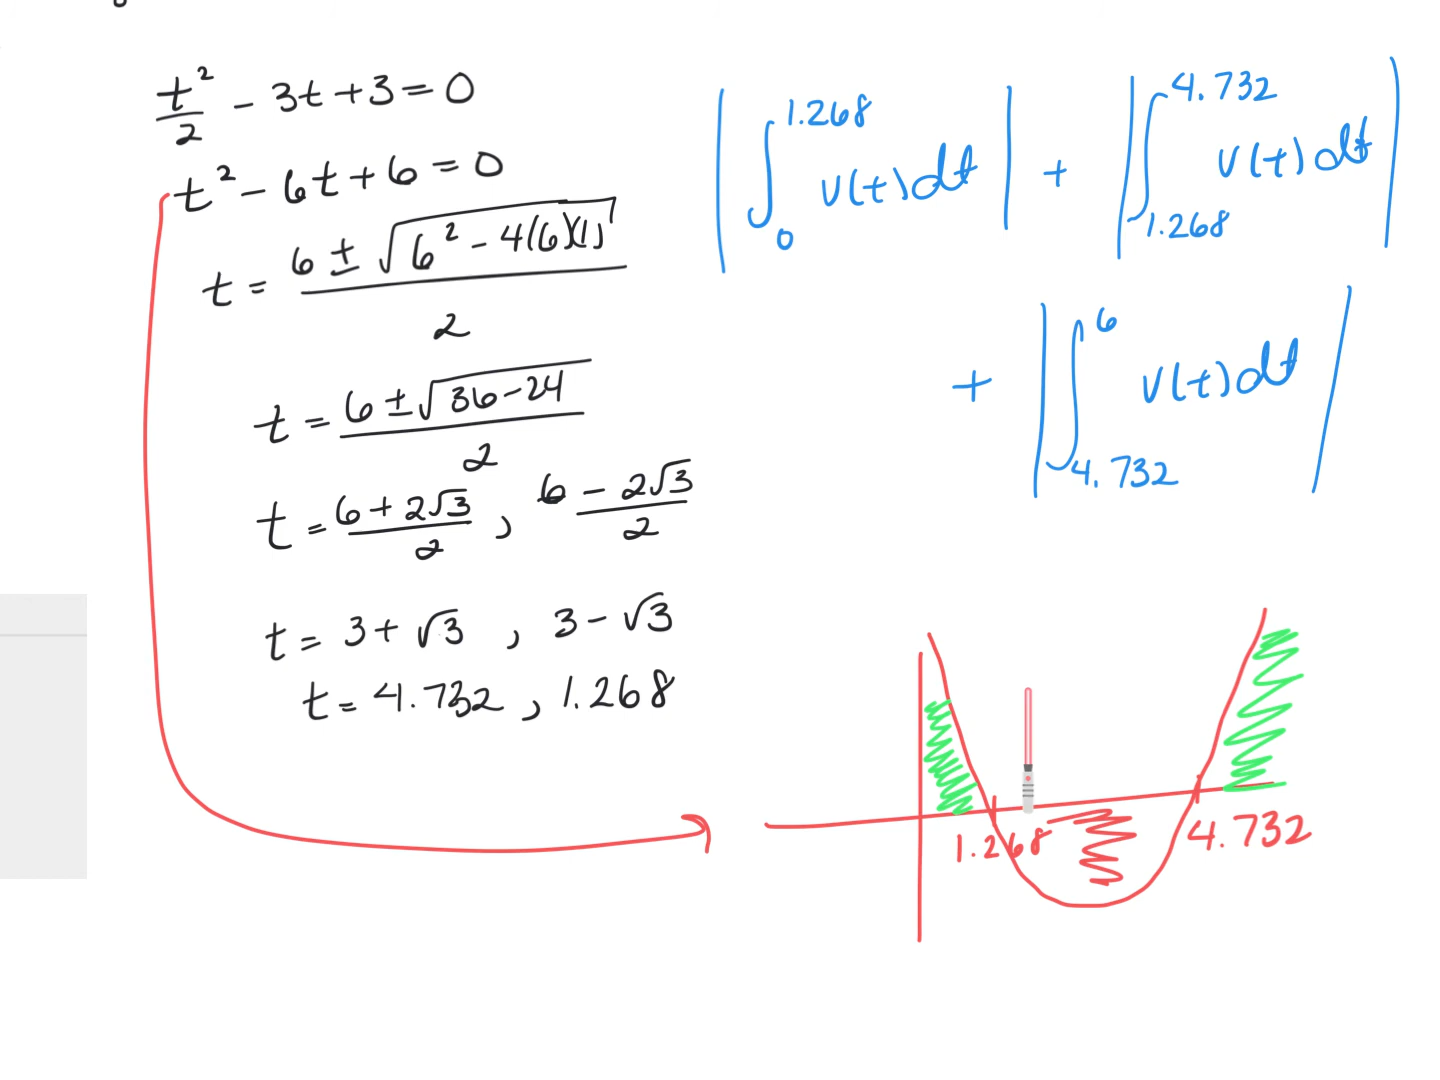 t²/2 - 3t + 3 = 0
t² - 6t + 6 = 0
t = (6 ± √(6² - 4(6)(1)))/2
t = (6 ± √(36 - 24))/2
t = (6 + 2√3)/2 , (6 - 2√3)/2
t = 3 + √3 , 3 - √3
t = 4.732 , 1.268
|∫₀^1.268 v(t)dt| + |∫_1.268^4.732 v(t)dt|
+ |∫_4.732^6 v(t)dt|
1.268 4.732